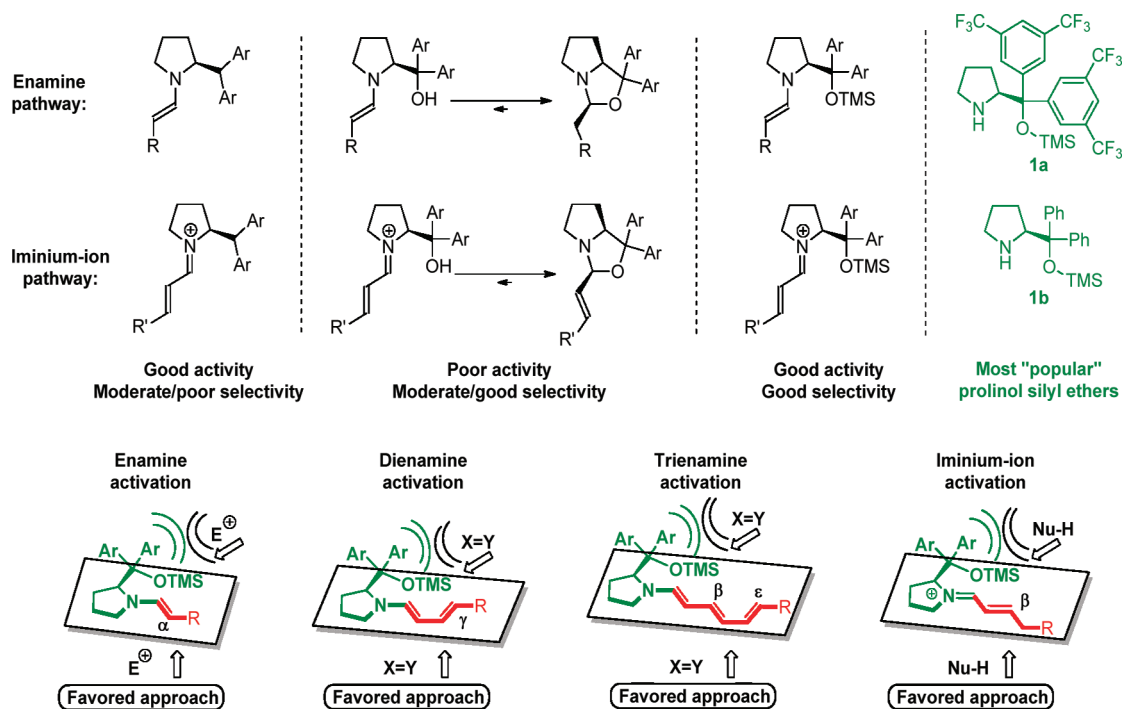 Enamine
pathway:
N
Ar
Ar
R
N
Ar
Ar
OH
N
Ar
Ar
O
R
N
Ar
Ar
OTMS
R
F3C
CF3
CF3
N
H
O
TMS
CF3
1a
Iminium-ion
pathway:
⊕
N
Ar
Ar
R'
⊕
N
Ar
Ar
OH
R'
N
Ar
Ar
O
R'
⊕
N
Ar
Ar
OTMS
R'
N
H
Ph
Ph
O
TMS
1b
Good activity
Moderate/poor selectivity
Poor activity
Moderate/good selectivity
Good activity
Good selectivity
Most "popular"
prolinol silyl ethers
Enamine
activation
E⊕
Ar
Ar
OTMS
N
R
α
E⊕
Favored approach
Dienamine
activation
X=Y
Ar
Ar
OTMS
N
R
γ
X=Y
Favored approach
Trienamine
activation
X=Y
Ar
Ar
OTMS
N
β
ε
R
X=Y
Favored approach
Iminium-ion
activation
Nu-H
Ar
Ar
OTMS
⊕
N
β
R
Nu-H
Favored approach